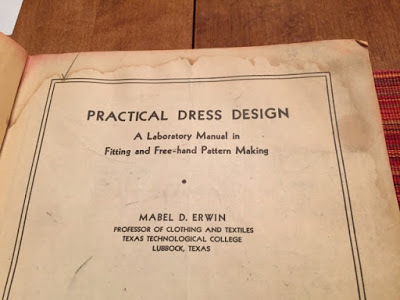 PRACTICAL DRESS DESIGN
A Laboratory Manual in
Fitting and Free-hand Pattern Making
MABEL D. ERWIN
PROFESSOR OF CLOTHING AND TEXTILES
TEXAS TECHNOLOGICAL COLLEGE
LUBBOCK, TEXAS